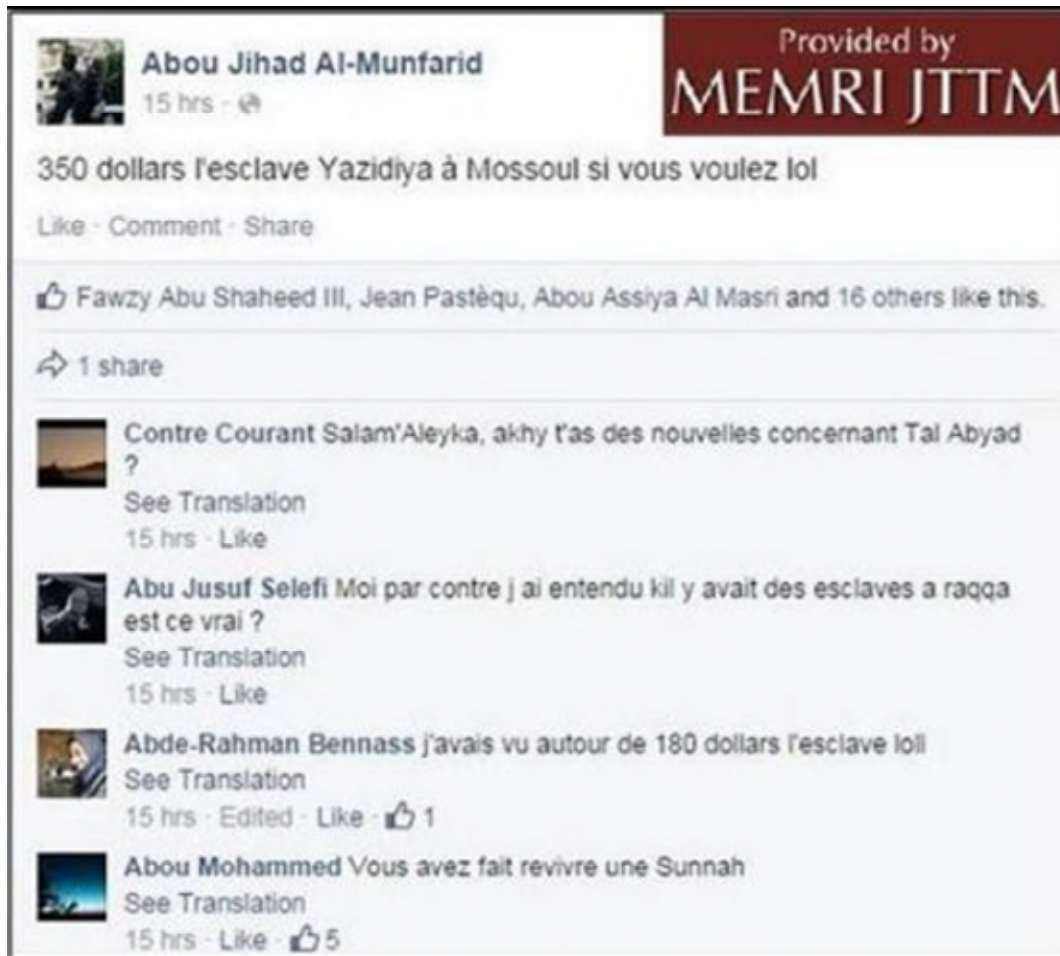 Abou Jihad Al-Munfarid
15 hrs ·
Provided by
MEMRI JTTM
350 dollars l'esclave Yazidiya à Mossoul si vous voulez lol
Like · Comment · Share
Fawzy Abu Shaheed III, Jean Pastèqu, Abou Assiya Al Masri and 16 others like this.
1 share
Contre Courant Salam'Aleyka, akhy t'as des nouvelles concernant Tal Abyad
?
See Translation
15 hrs · Like
Abu Jusuf Selefi Moi par contre j ai entendu kil y avait des esclaves a raqqa
est ce vrai ?
See Translation
15 hrs · Like
Abde-Rahman Bennass j'avais vu autour de 180 dollars l'esclave loll
See Translation
15 hrs · Edited · Like · 1
Abou Mohammed Vous avez fait revivre une Sunnah
See Translation
15 hrs · Like · 5